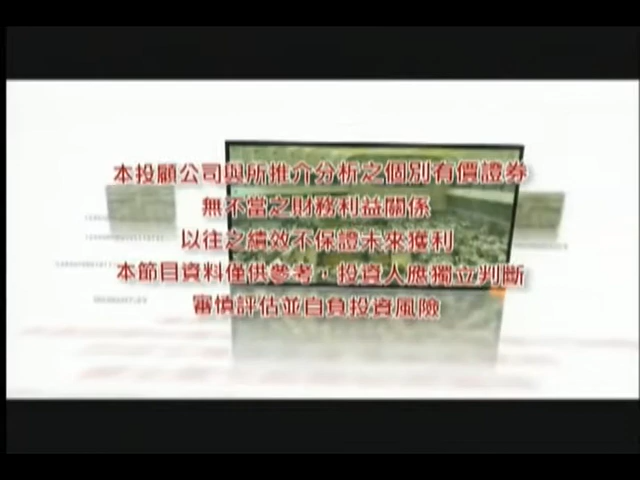 本投顧公司與所推介分析之個別有價證券
無不當之財務利益關係
以往之績效不保證未來獲利
本節目資料僅供參考，投資人應獨立判斷
審慎評估並自負投資風險